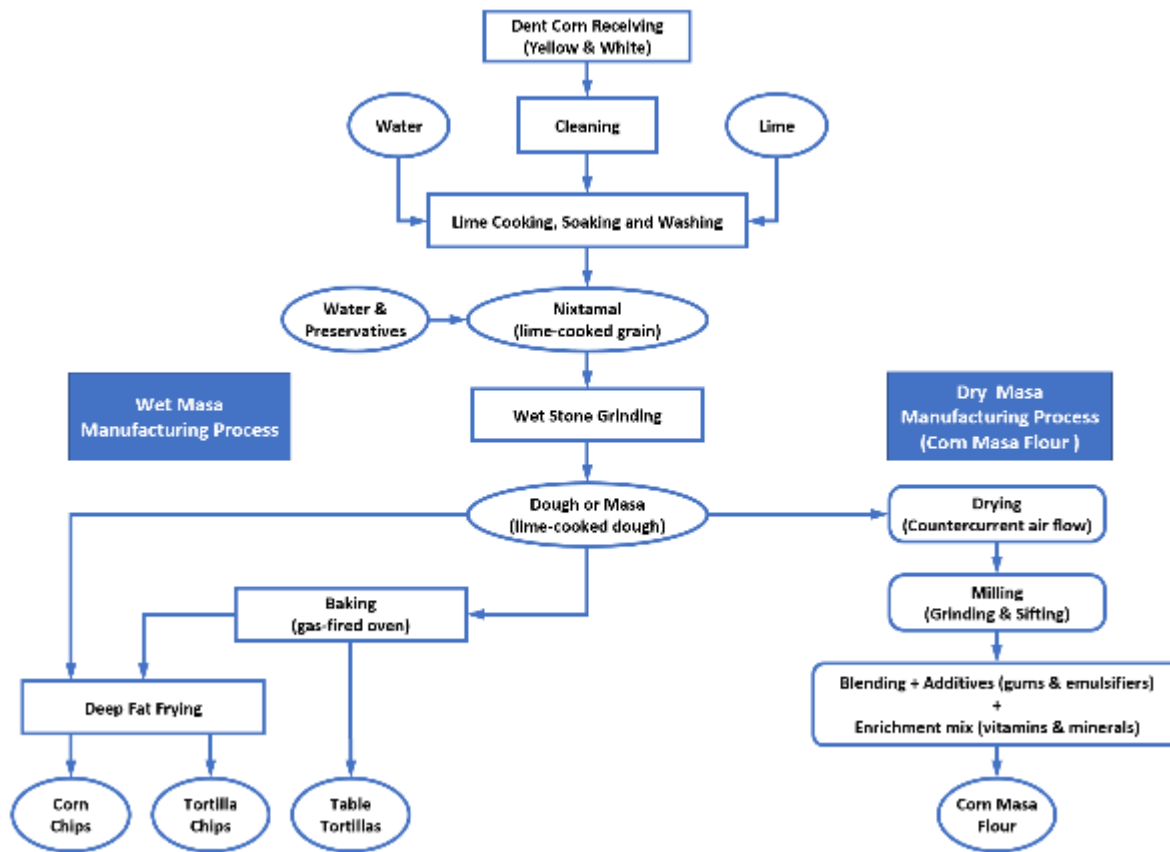 Dent Corn Receiving
(Yellow & White)
Water
Cleaning
Lime
Lime Cooking, Soaking and Washing
Water &
Preservatives
Nixtamal
(lime-cooked grain)
Wet Masa
Manufacturing Process
Wet Stone Grinding
Dry Masa
Manufacturing Process
(Corn Masa Flour )
Dough or Masa
(lime-cooked dough)
Drying
(Countercurrent air flow)
Baking
(gas-fired oven)
Milling
(Grinding & Sifting)
Deep Fat Frying
Blending + Additives (gums & emulsifiers)
+
Enrichment mix (vitamins & minerals)
Corn
Chips
Tortilla
Chips
Table
Tortillas
Corn Masa
Flour